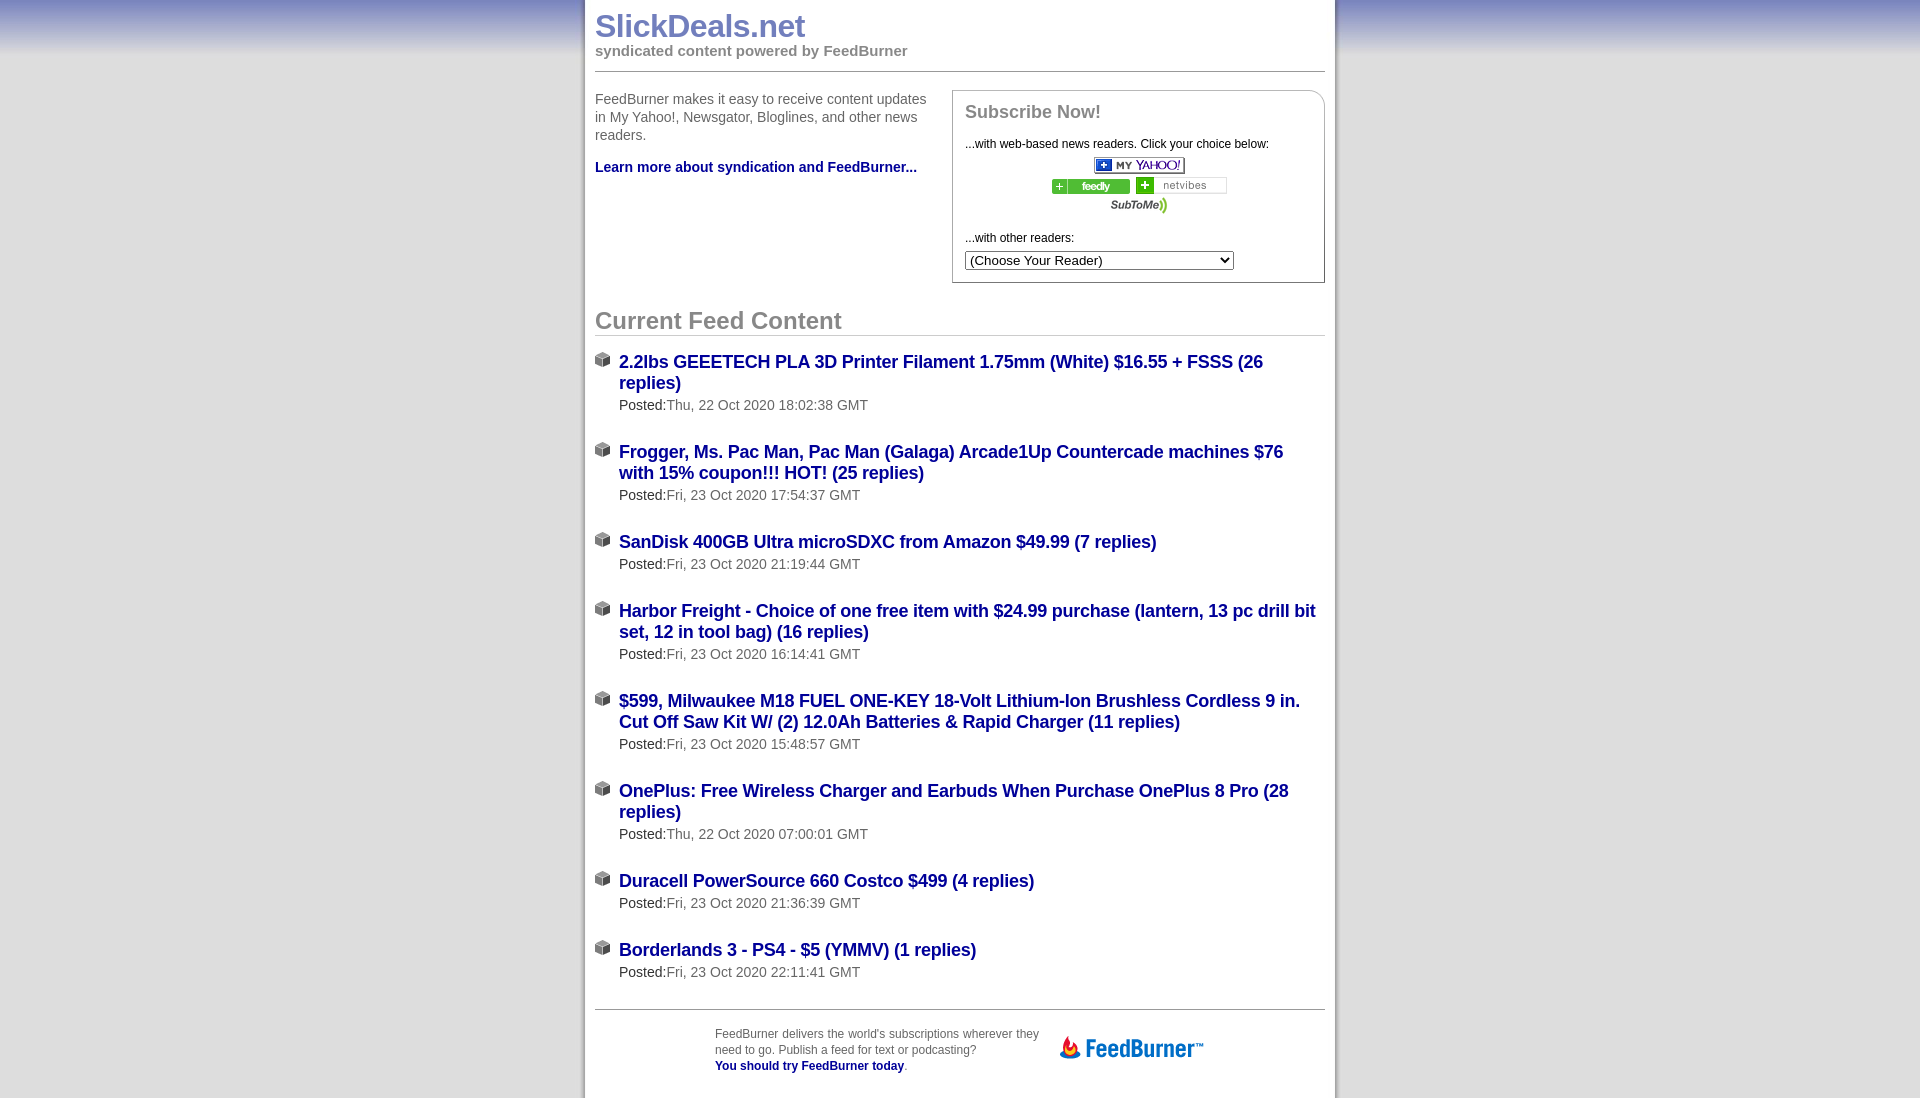 SlickDeals.net
syndicated content powered by FeedBurner
FeedBurner makes it easy to receive content updates
in My Yahoo!, Newsgator, Bloglines, and other news
readers.
Learn more about syndication and FeedBurner...
Subscribe Now!
...with web-based news readers. Click your choice below:
MY YAHOO!
feedly
netvibes
SubToMe
...with other readers:
(Choose Your Reader)
Current Feed Content
2.2lbs GEEETECH PLA 3D Printer Filament 1.75mm (White) $16.55 + FSSS (26
replies)
Posted:Thu, 22 Oct 2020 18:02:38 GMT
Frogger, Ms. Pac Man, Pac Man (Galaga) Arcade1Up Countercade machines $76
with 15% coupon!!! HOT! (25 replies)
Posted:Fri, 23 Oct 2020 17:54:37 GMT
SanDisk 400GB Ultra microSDXC from Amazon $49.99 (7 replies)
Posted:Fri, 23 Oct 2020 21:19:44 GMT
Harbor Freight - Choice of one free item with $24.99 purchase (lantern, 13 pc drill bit
set, 12 in tool bag) (16 replies)
Posted:Fri, 23 Oct 2020 16:14:41 GMT
$599, Milwaukee M18 FUEL ONE-KEY 18-Volt Lithium-Ion Brushless Cordless 9 in.
Cut Off Saw Kit W/ (2) 12.0Ah Batteries & Rapid Charger (11 replies)
Posted:Fri, 23 Oct 2020 15:48:57 GMT
OnePlus: Free Wireless Charger and Earbuds When Purchase OnePlus 8 Pro (28
replies)
Posted:Thu, 22 Oct 2020 07:00:01 GMT
Duracell PowerSource 660 Costco $499 (4 replies)
Posted:Fri, 23 Oct 2020 21:36:39 GMT
Borderlands 3 - PS4 - $5 (YMMV) (1 replies)
Posted:Fri, 23 Oct 2020 22:11:41 GMT
FeedBurner delivers the world's subscriptions wherever they
need to go. Publish a feed for text or podcasting?
You should try FeedBurner today.
FeedBurner™